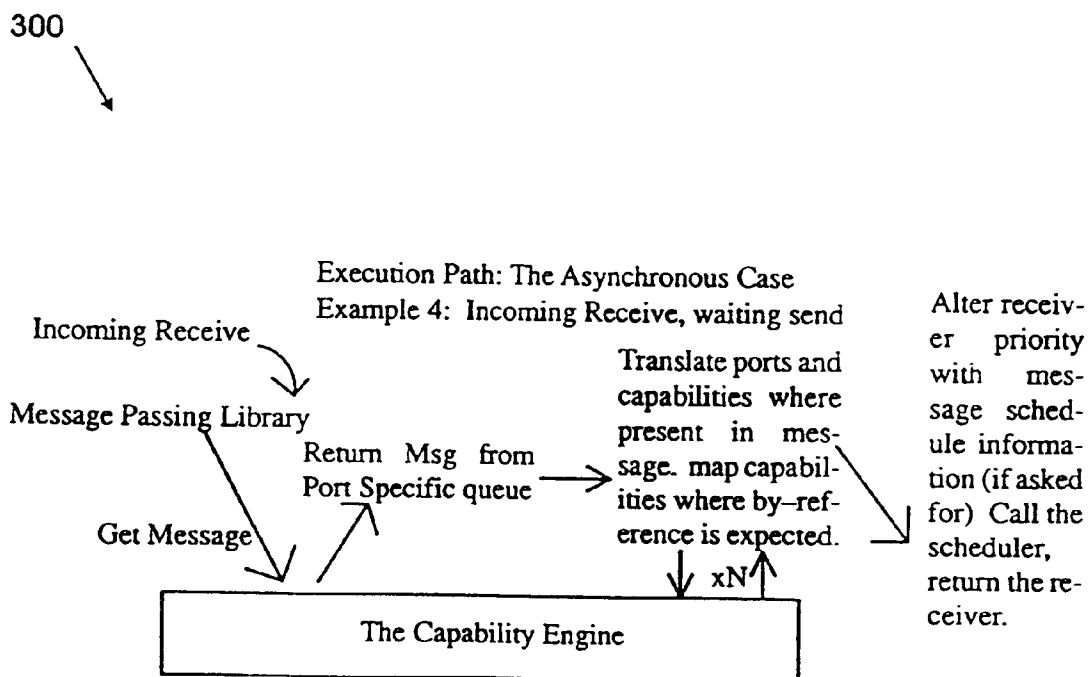 300
Execution Path: The Asynchronous Case
Example 4: Incoming Receive, waiting send
Incoming Receive
Message Passing Library
Get Message
Return Msg from
Port Specific queue
Translate ports and
capabilities where
present in mes-
sage. map capabil-
ities where by-ref-
erence is expected.
xN
Alter receiv-
er priority
with mes-
sage sched-
ule informa-
tion (if asked
for) Call the
scheduler,
return the re-
ceiver.
The Capability Engine